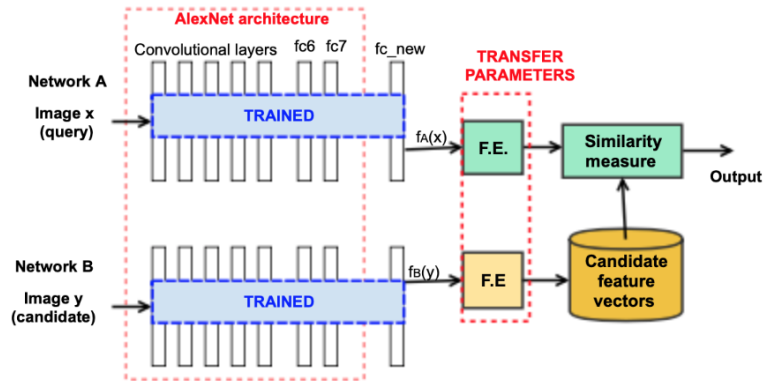 AlexNet architecture
Convolutional layers
fc6
fc7
fc_new
TRANSFER
PARAMETERS
Network A
Image x
(query)
TRAINED
fA(x)
F.E.
Similarity
measure
Output
Network B
Image y
(candidate)
TRAINED
fB(y)
F.E
Candidate
feature
vectors